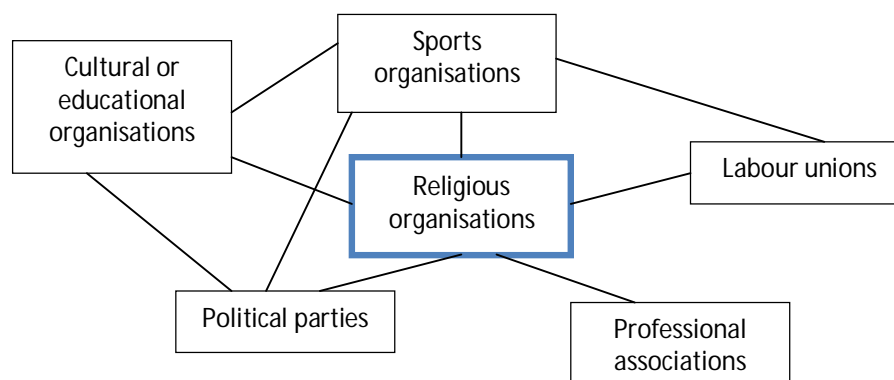 Sports
organisations
Cultural or
educational
organisations
Labour unions
Religious
organisations
Political parties
Professional
associations